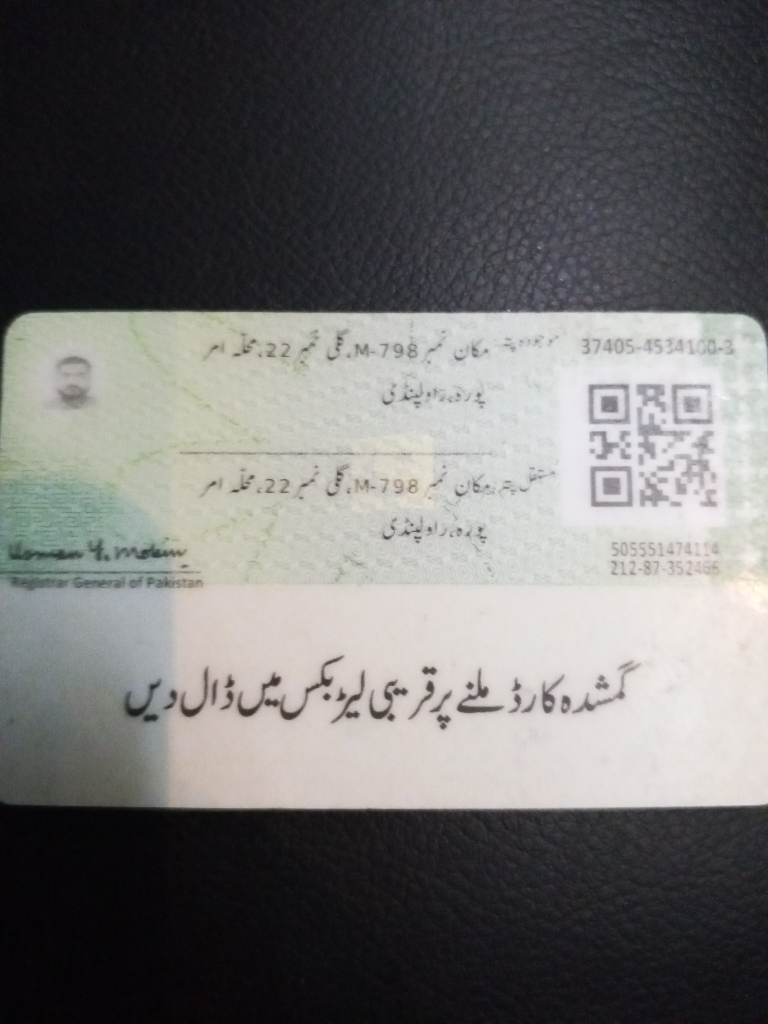 موجودہ پتہ مکان نمبر M-798، گلی نمبر 22، محلہ امر
پورہ، راولپنڈی
37405-4534100-3
مستقل پتہ مکان نمبر M-798، گلی نمبر 22، محلہ امر
پورہ، راولپنڈی
505551474114
212-87-352466
Registrar General of Pakistan
گمشدہ کارڈ ملنے پر قریبی لیٹر بکس میں ڈال دیں